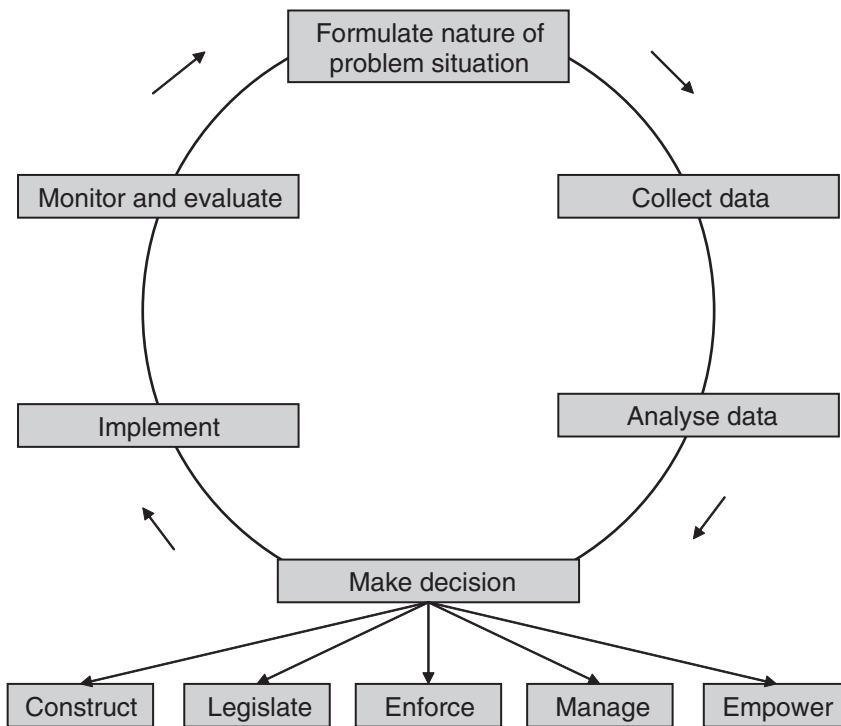 Formulate nature of
problem situation
Monitor and evaluate
Collect data
Implement
Analyse data
Make decision
Construct
Legislate
Enforce
Manage
Empower